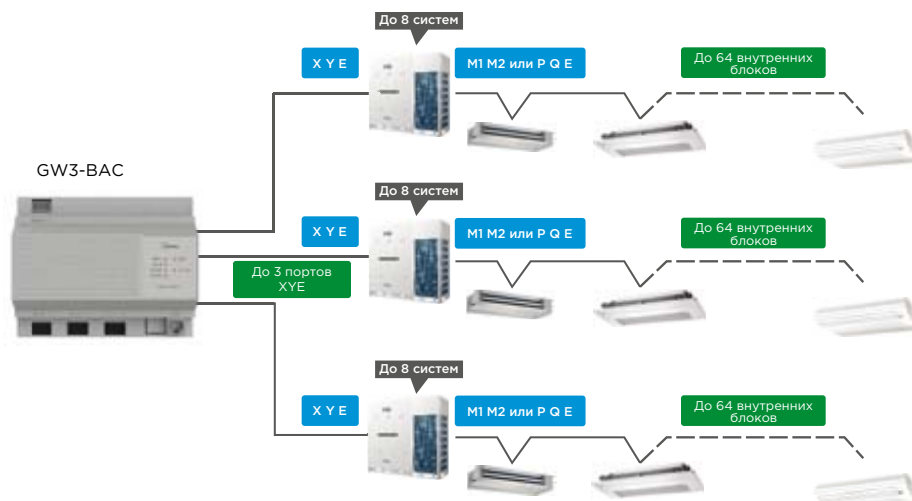 До 8 систем
X Y E
M1 M2 или P Q E
До 64 внутренних
блоков
GW3-BAC
До 8 систем
X Y E
M1 M2 или P Q E
До 64 внутренних
блоков
До 3 портов
XYE
До 8 систем
X Y E
M1 M2 или P Q E
До 64 внутренних
блоков